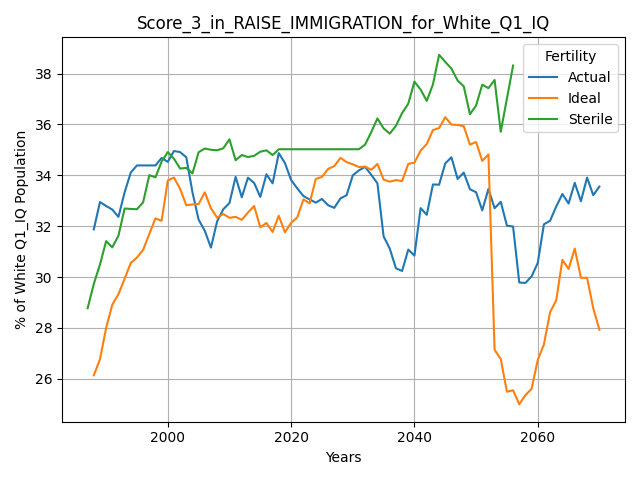 Score_3_in_RAISE_IMMIGRATION_for_White_Q1_IQ
Fertility
Actual
Ideal
Sterile
% of White Q1_IQ Population
38
36
34
32
30
28
26
2000
2020
2040
2060
Years